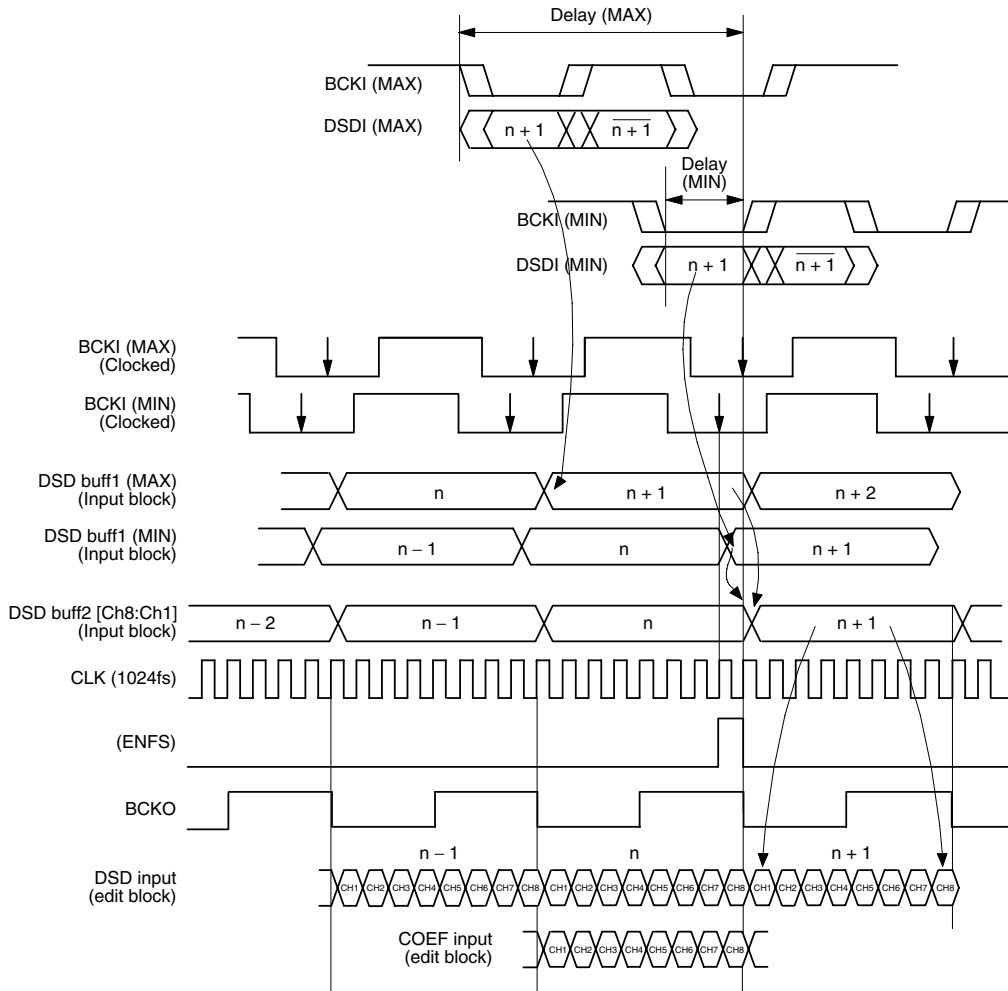 Delay (MAX)
BCKI (MAX)
DSDI (MAX)
n + 1
n + 1
Delay
(MIN)
BCKI (MIN)
DSDI (MIN)
n + 1
n + 1
BCKI (MAX)
(Clocked)
BCKI (MIN)
(Clocked)
DSD buff1 (MAX)
(Input block)
n
n + 1
n + 2
DSD buff1 (MIN)
(Input block)
n – 1
n
n + 1
DSD buff2 [Ch8:Ch1]
(Input block)
n – 2
n – 1
n
n + 1
CLK (1024fs)
(ENFS)
BCKO
n – 1
n
n + 1
DSD input
(edit block)
CH1 CH2 CH3 CH4 CH5 CH6 CH7 CH8 CH1 CH2 CH3 CH4 CH5 CH6 CH7 CH8 CH1 CH2 CH3 CH4 CH5 CH6 CH7 CH8
COEF input
(edit block)
CH1 CH2 CH3 CH4 CH5 CH6 CH7 CH8